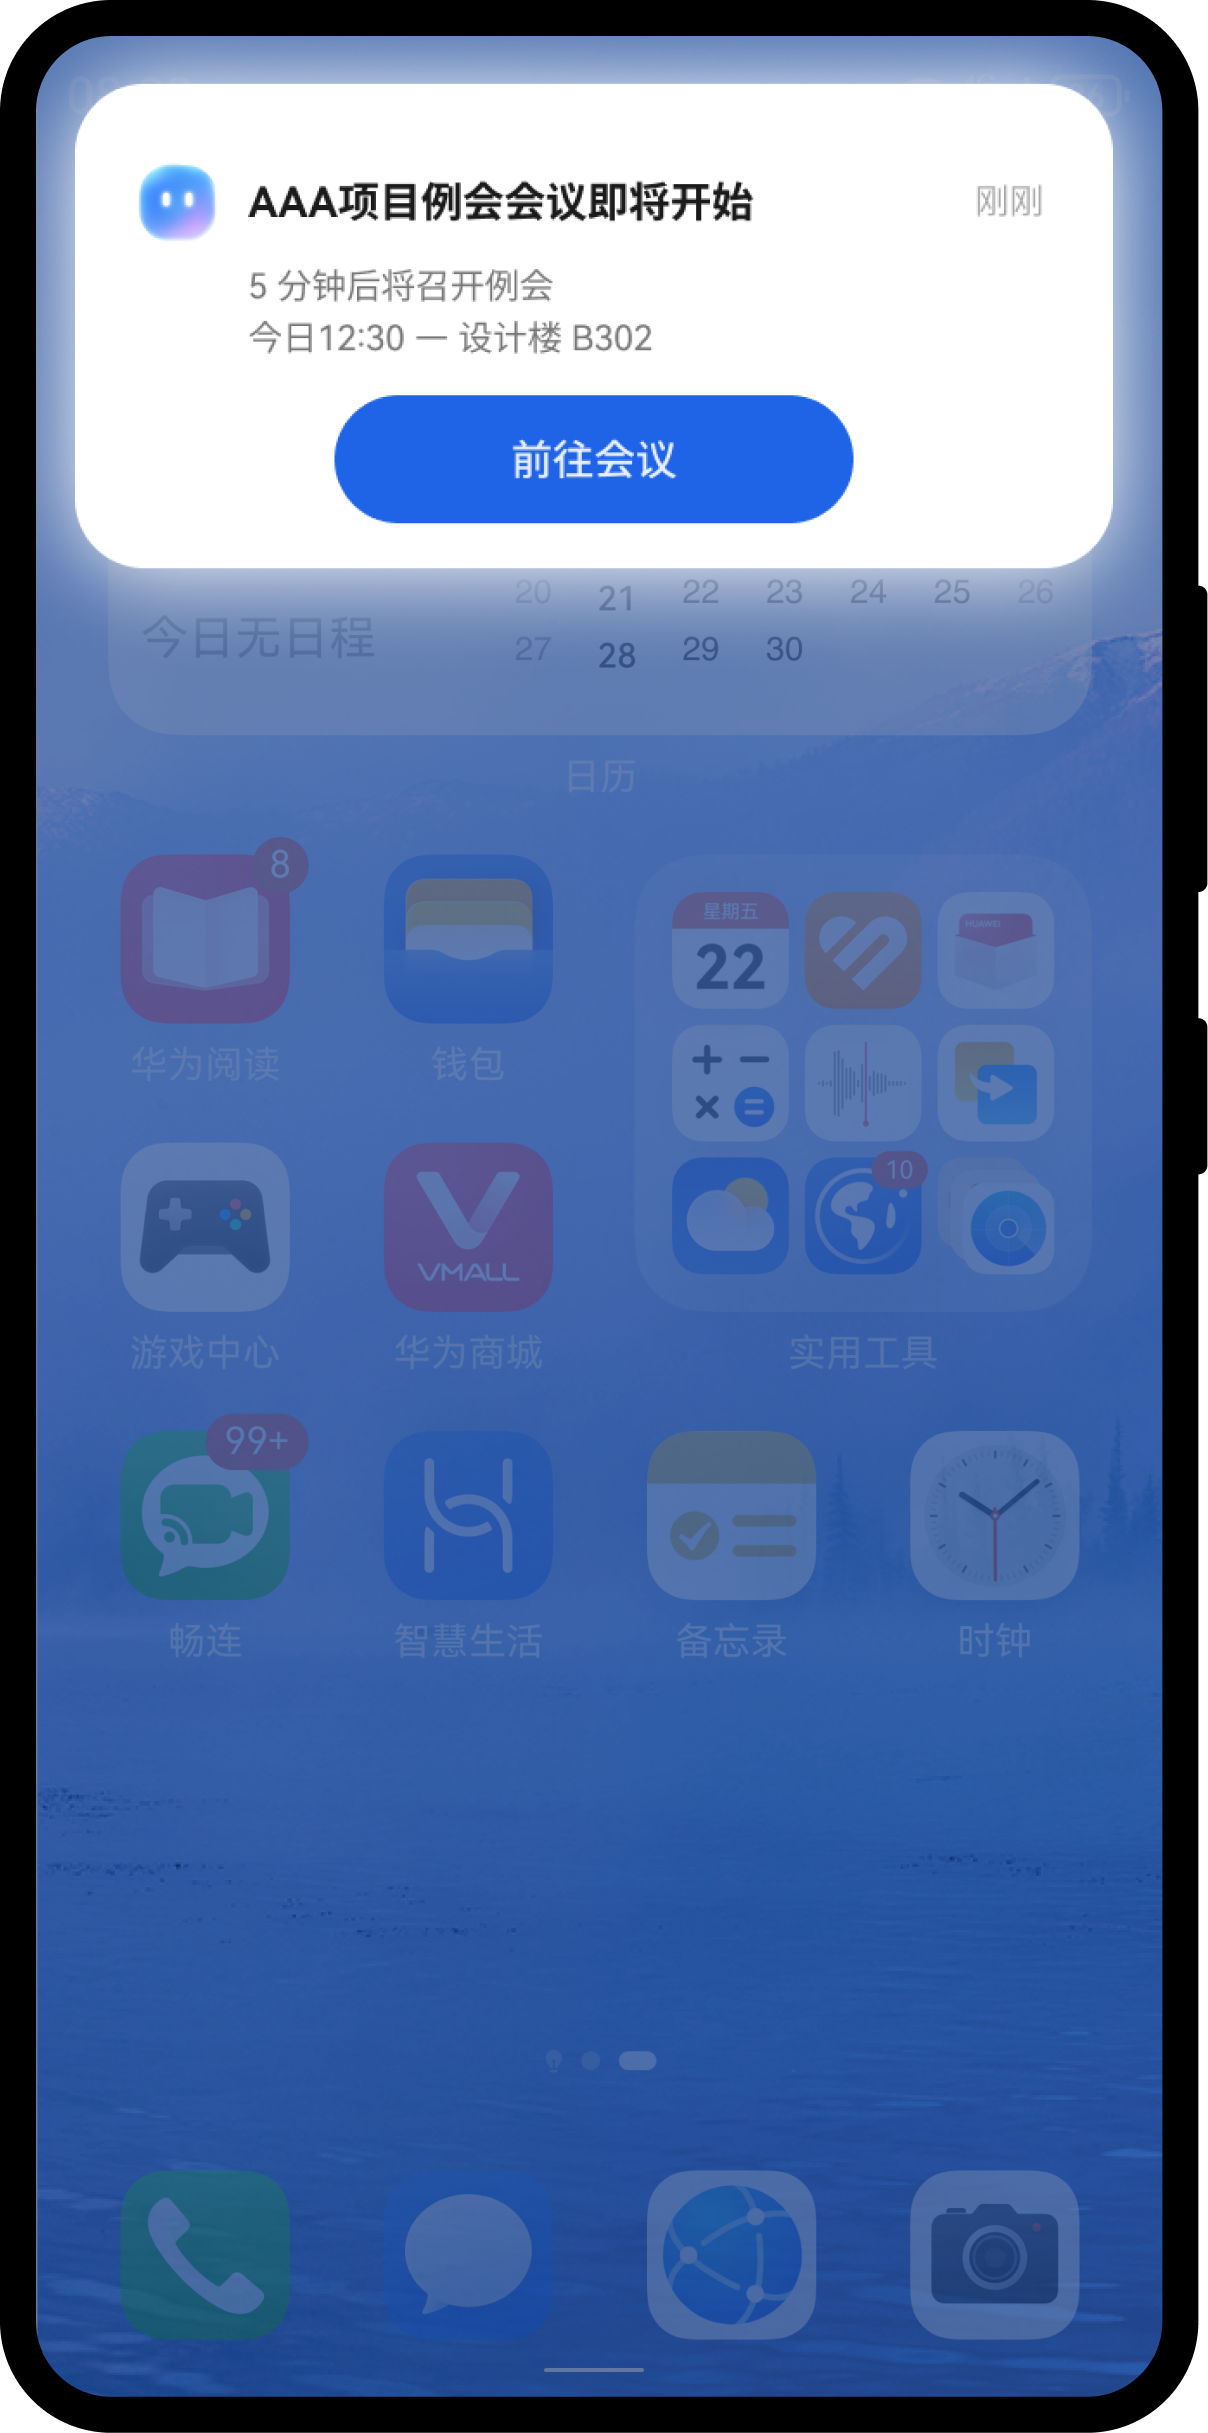 AAA项目例会会议即将开始
刚刚
5 分钟后将召开例会
今日12:30 — 设计楼 B302
前往会议
20 21 22 23 24 25 26
今日无日程
27 28 29 30
日历
8
星期五
22
HUAWEI
华为阅读
钱包
10
VMALL
游戏中心
华为商城
实用工具
99+
畅连
智慧生活
备忘录
时钟